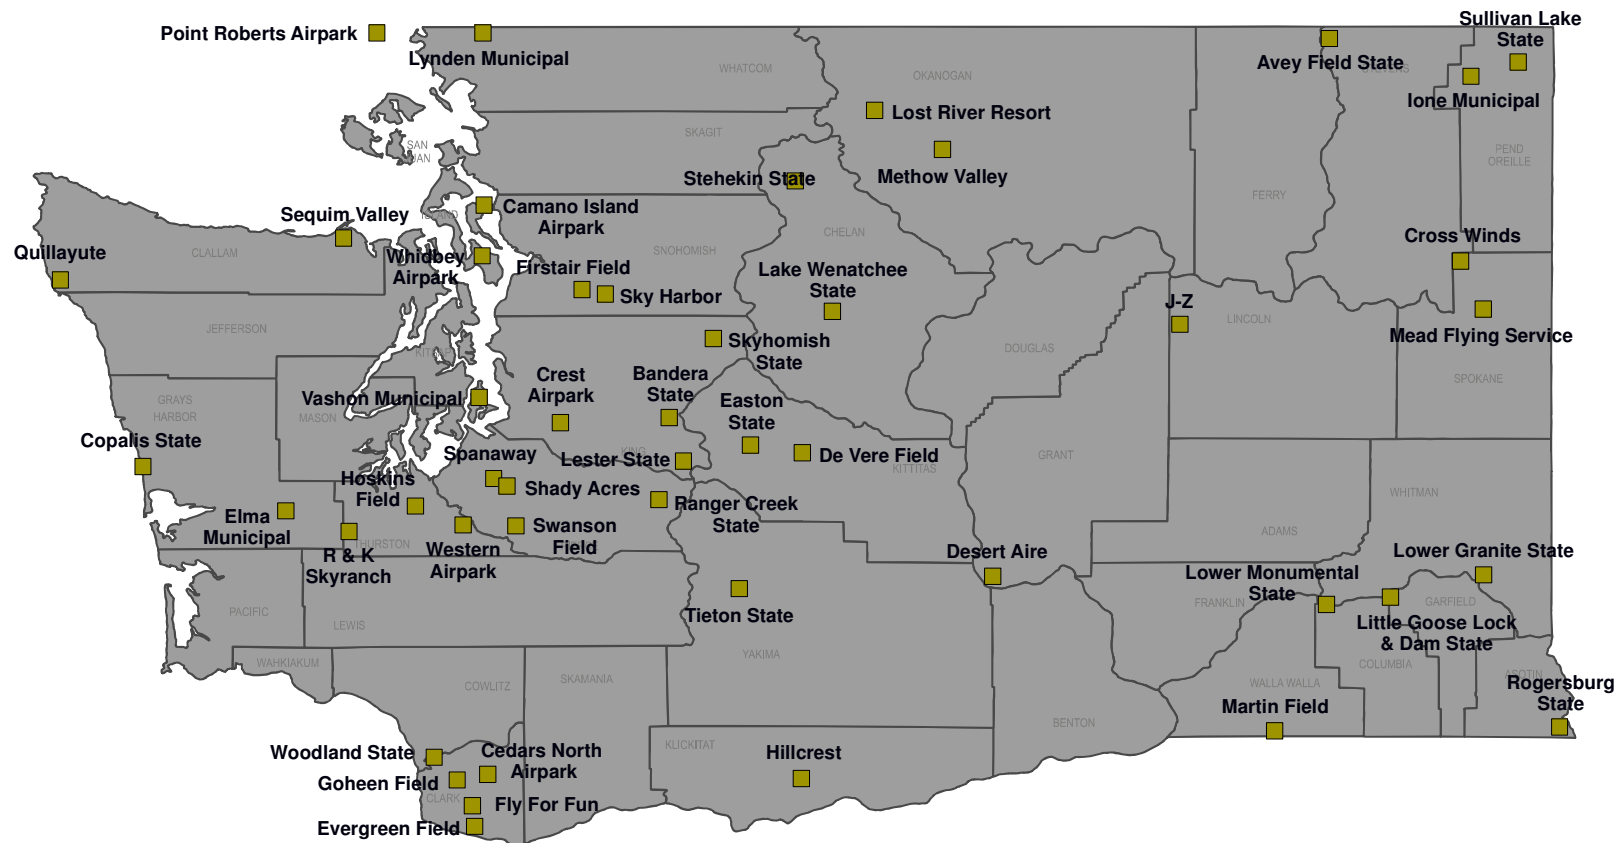 Sullivan Lake
State
Point Roberts Airpark
Lynden Municipal
Avey Field State
WHATCOM
OKANOGAN
STEVENS
Ione Municipal
Lost River Resort
SKAGIT
SAN
JUAN
PEND
OREILLE
Methow Valley
Stehekin State
FERRY
Camano Island
Airpark
Sequim Valley
ISLAND
CHELAN
Cross Winds
Quillayute
CLALLAM
SNOHOMISH
Whidbey
Airpark
Firstair Field
Lake Wenatchee
State
Sky Harbor
J-Z
LINCOLN
JEFFERSON
Mead Flying Service
Skyhomish
State
DOUGLAS
KITSAP
Crest
Airpark
Bandera
State
SPOKANE
Easton
State
GRAYS
HARBOR
MASON
Vashon Municipal
Copalis State
Spanaway
KING
Lester State
De Vere Field
KITTITAS
GRANT
Hoskins
Field
Shady Acres
WHITMAN
Ranger Creek
State
Elma
Municipal
Swanson
Field
ADAMS
THURSTON
R & K
Skyranch
Western
Airpark
Desert Aire
Lower Granite State
Lower Monumental
State
FRANKLIN
GARFIELD
PACIFIC
LEWIS
Tieton State
Little Goose Lock
& Dam State
YAKIMA
WAHKIAKUM
COLUMBIA
ASOTIN
SKAMANIA
COWLITZ
WALLA WALLA
Rogersburg
State
Martin Field
BENTON
Woodland State
Cedars North
Airpark
KLICKITAT
Hillcrest
Goheen Field
CLARK
Fly For Fun
Evergreen Field